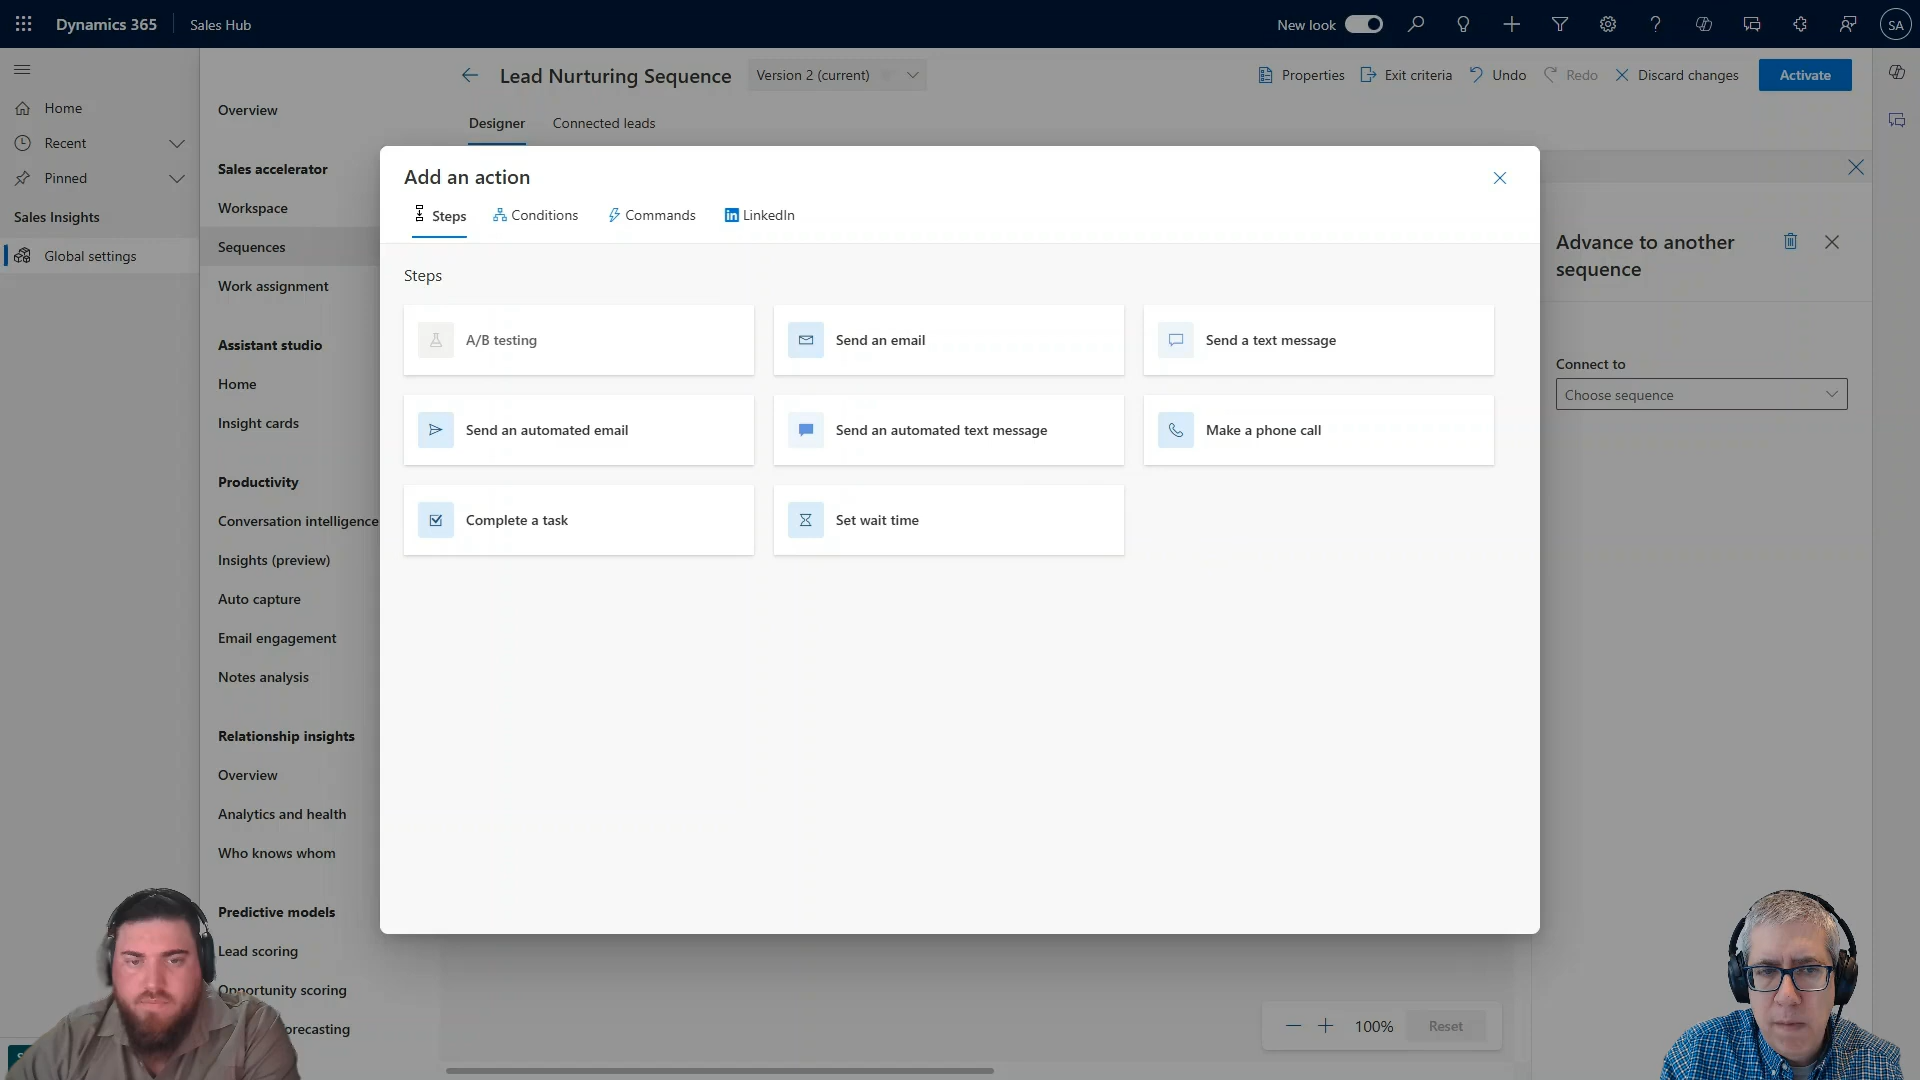 Dynamics 365
Sales Hub
New look
SA
Home
Recent
Pinned
Sales Insights
Global settings
Overview
Sales accelerator
Workspace
Sequences
Work assignment
Assistant studio
Home
Insight cards
Productivity
Conversation intelligence
Insights (preview)
Auto capture
Email engagement
Notes analysis
Relationship insights
Overview
Analytics and health
Who knows whom
Predictive models
Lead scoring
Opportunity scoring
orecasting
Lead Nurturing Sequence
Version 2 (current)
Properties
Exit criteria
Undo
Redo
Discard changes
Activate
Designer
Connected leads
Add an action
Steps
Conditions
Commands
LinkedIn
Steps
A/B testing
Send an email
Send a text message
Send an automated email
Send an automated text message
Make a phone call
Complete a task
Set wait time
Advance to another
sequence
Connect to
Choose sequence
100%
Reset